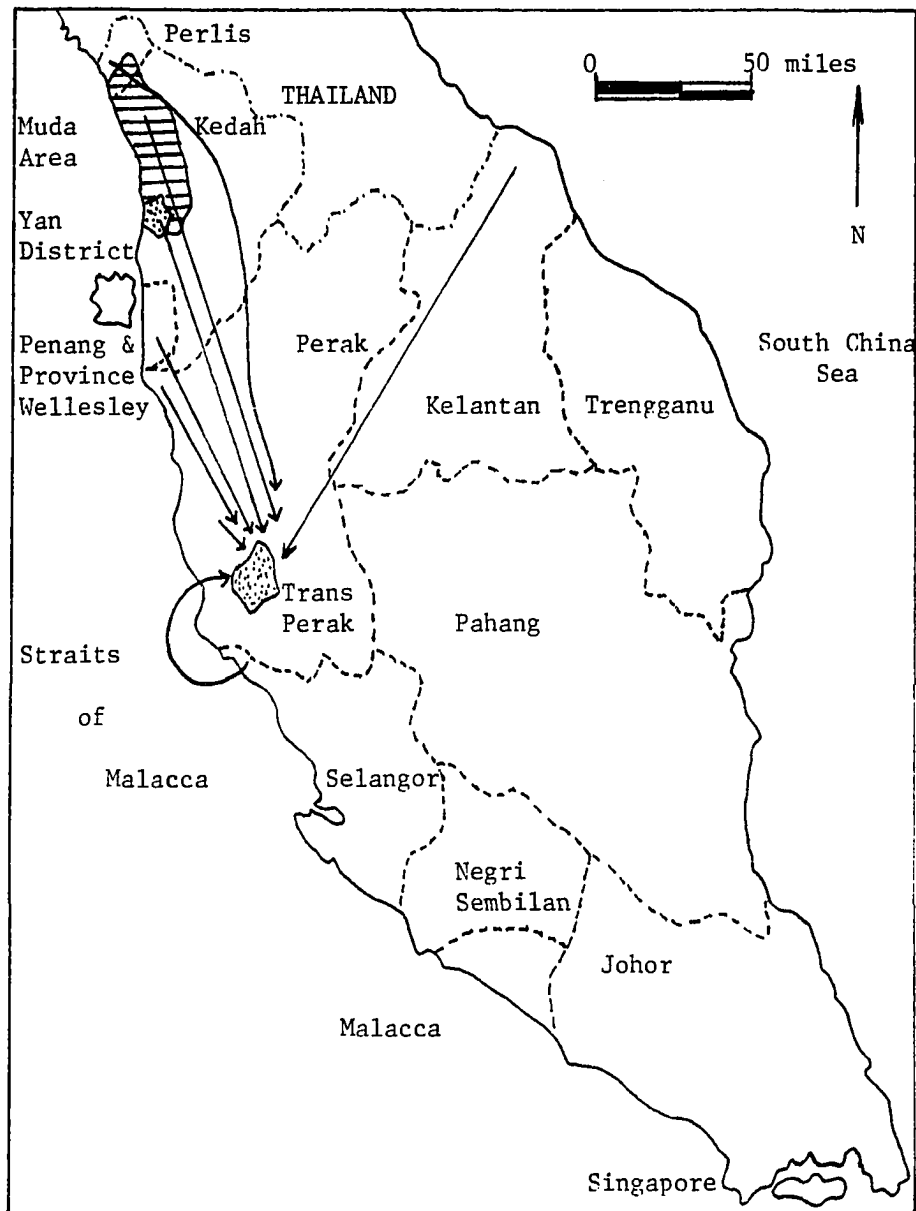 Perlis
0 50 miles
THAILAND
Muda
Area
Kedah
Yan
District
N
Penang &
Province
Wellesley
Perak
South China
Sea
Kelantan
Trengganu
Trans
Perak
Pahang
Straits
of
Malacca
Selangor
Negri
Sembilan
Johor
Malacca
Singapore